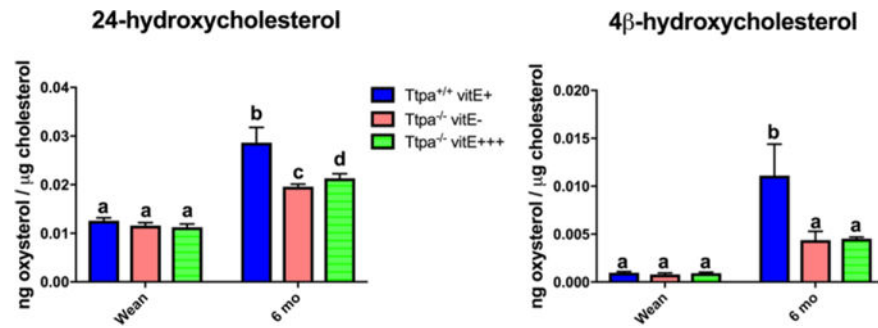 24-hydroxycholesterol
ng oxysterol / µg cholesterol
0.04
0.03
0.02
0.01
0.00
a
a
a
b
c
d
Wean
6 mo
Ttpa+/+ vitE+
Ttpa-/- vitE-
Ttpa-/- vitE+++
4β-hydroxycholesterol
ng oxysterol / µg cholesterol
0.020
0.015
0.010
0.005
0.000
a
a
a
b
a
a
Wean
6 mo